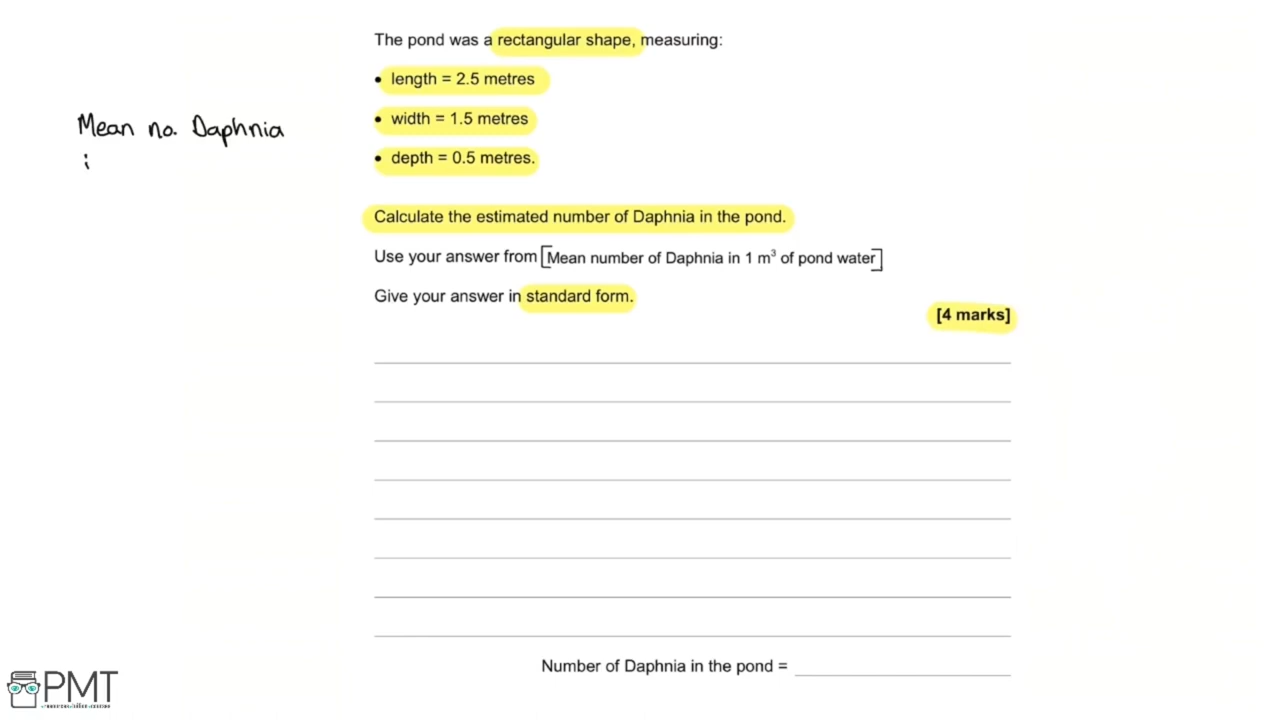 The pond was a rectangular shape, measuring:
• length = 2.5 metres
• width = 1.5 metres
• depth = 0.5 metres.
Mean no. Daphnia
i
Calculate the estimated number of Daphnia in the pond.
Use your answer from [Mean number of Daphnia in 1 m³ of pond water]
Give your answer in standard form.
[4 marks]
Number of Daphnia in the pond =
PMT